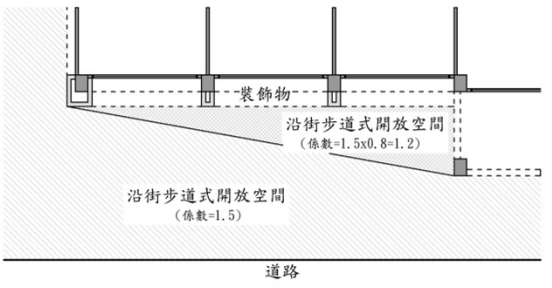 裝飾物
沿街步道式開放空間
(係數=1.5x0.8=1.2)
沿街步道式開放空間
(係數=1.5)
道路